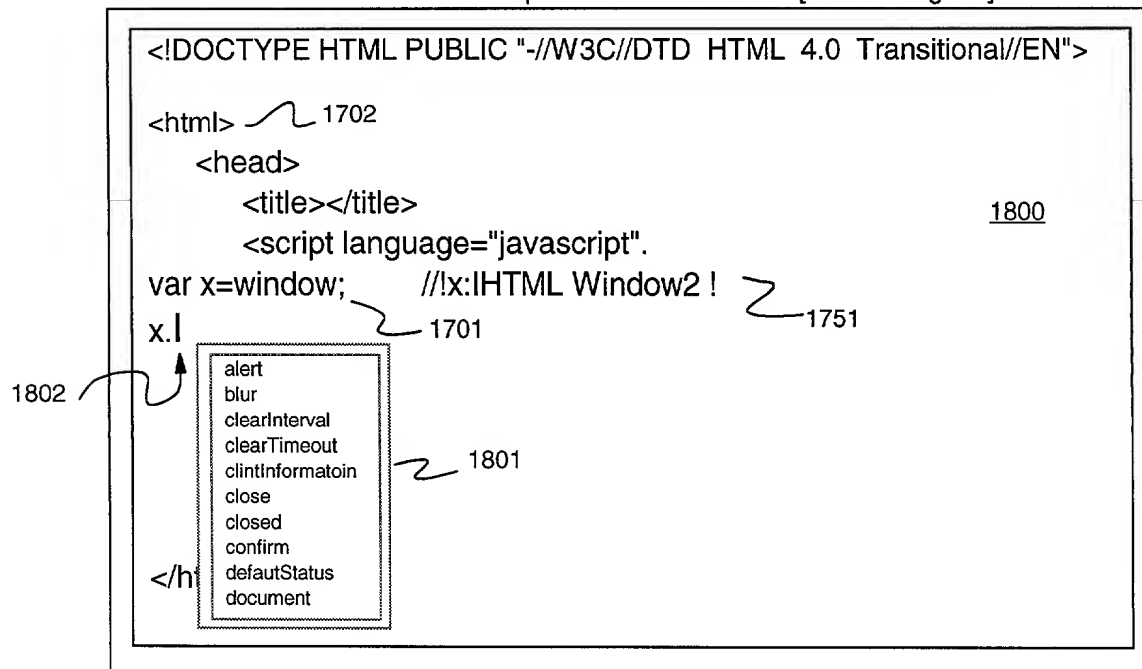 <!DOCTYPE HTML PUBLIC "-//W3C//DTD HTML 4.0 Transitional//EN">
<html> 1702
<head>
<title></title>
1800
<script language="javascript".
var x=window; //!x:IHTML Window2 !
1751
1701
x.
1802
alert
blur
clearInterval
clearTimeout
clintInformatoin
1801
close
closed
confirm
defautStatus
document
</ht